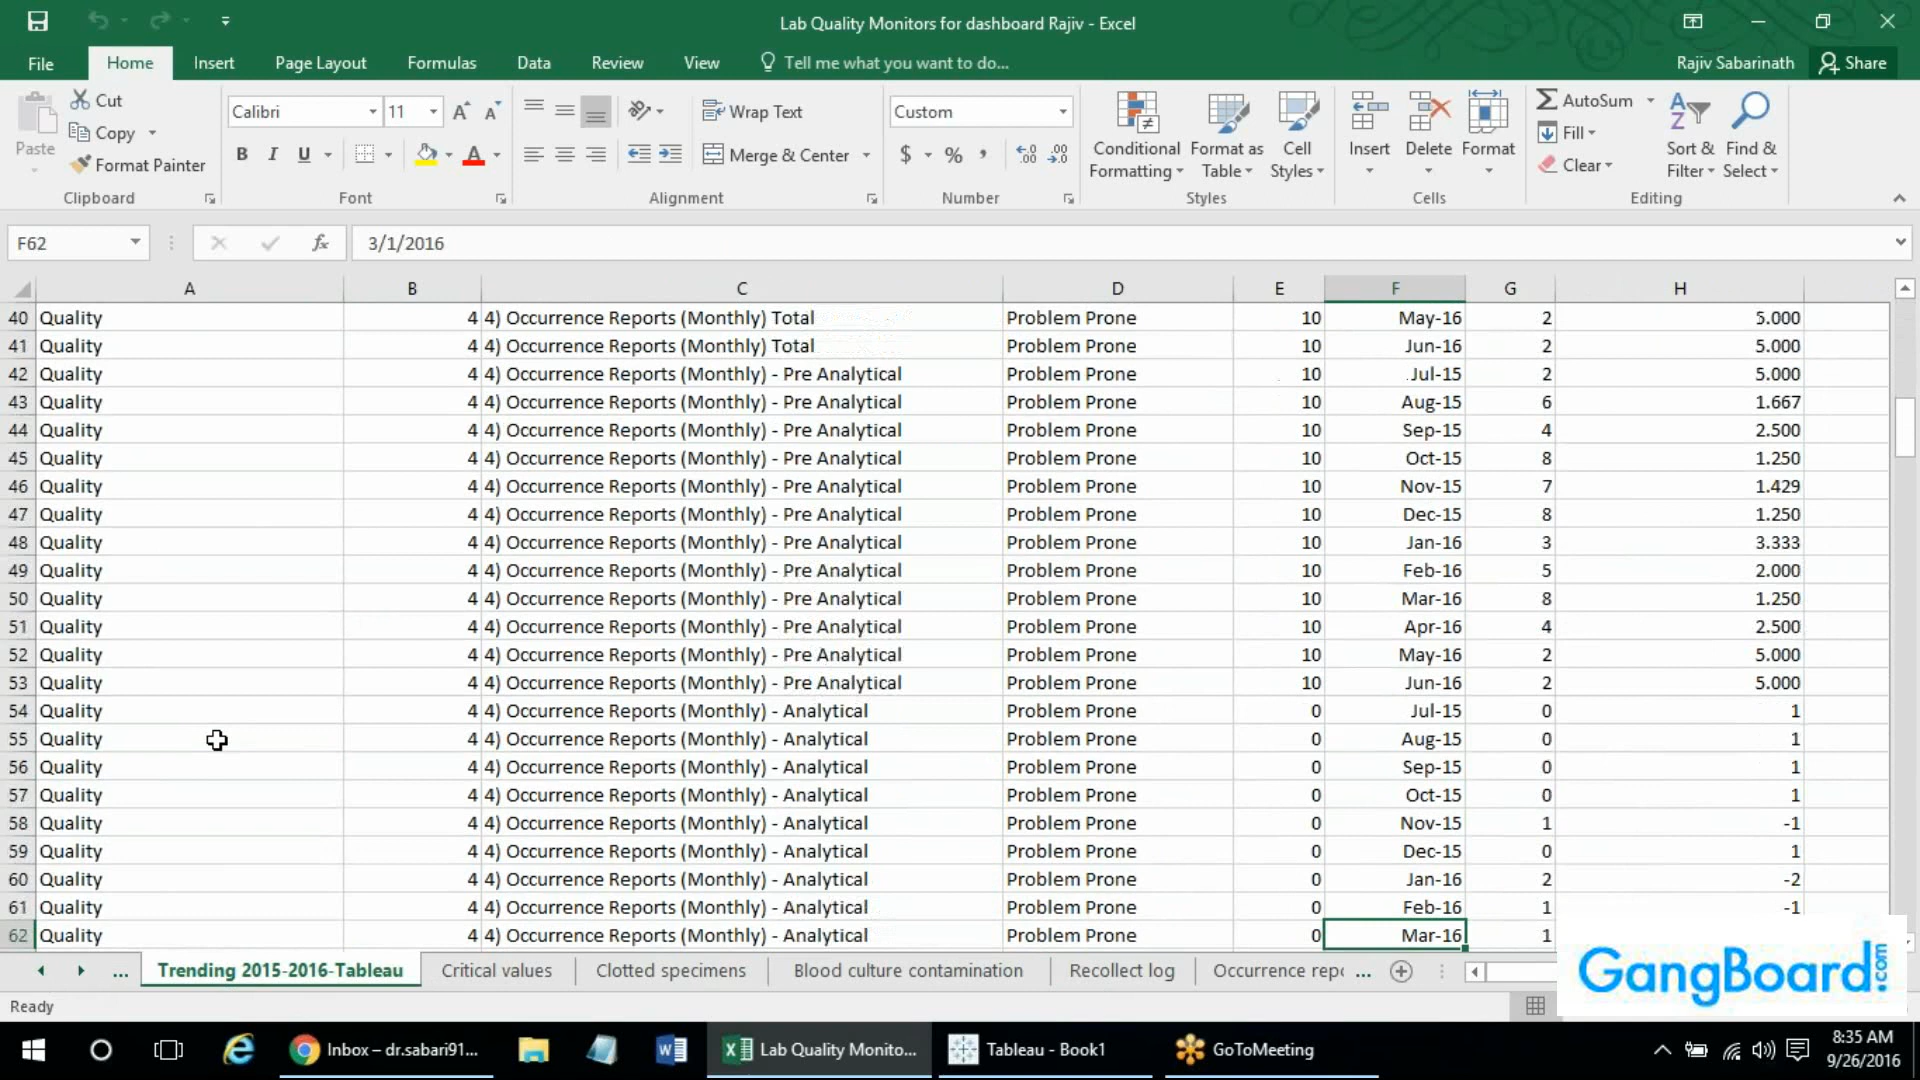 Lab Quality Monitors for dashboard Rajiv - Excel
File Home Insert Page Layout Formulas Data Review View Tell me what you want to do... Rajiv Sabarinath Share
Paste Cut Copy Format Painter Clipboard
Calibri 11 B I U A Font
Wrap Text Merge & Center Alignment
Custom $ % , Number
Conditional Formatting Format as Table Cell Styles Styles
Insert Delete Format Cells
AutoSum Fill Clear Sort & Filter Find & Select Editing
F62 fx 3/1/2016
A B C D E F G H
40 Quality 4 4) Occurrence Reports (Monthly) Total Problem Prone 10 May-16 2 5.000
41 Quality 4 4) Occurrence Reports (Monthly) Total Problem Prone 10 Jun-16 2 5.000
42 Quality 4 4) Occurrence Reports (Monthly) - Pre Analytical Problem Prone 10 Jul-15 2 5.000
43 Quality 4 4) Occurrence Reports (Monthly) - Pre Analytical Problem Prone 10 Aug-15 6 1.667
44 Quality 4 4) Occurrence Reports (Monthly) - Pre Analytical Problem Prone 10 Sep-15 4 2.500
45 Quality 4 4) Occurrence Reports (Monthly) - Pre Analytical Problem Prone 10 Oct-15 8 1.250
46 Quality 4 4) Occurrence Reports (Monthly) - Pre Analytical Problem Prone 10 Nov-15 7 1.429
47 Quality 4 4) Occurrence Reports (Monthly) - Pre Analytical Problem Prone 10 Dec-15 8 1.250
48 Quality 4 4) Occurrence Reports (Monthly) - Pre Analytical Problem Prone 10 Jan-16 3 3.333
49 Quality 4 4) Occurrence Reports (Monthly) - Pre Analytical Problem Prone 10 Feb-16 5 2.000
50 Quality 4 4) Occurrence Reports (Monthly) - Pre Analytical Problem Prone 10 Mar-16 8 1.250
51 Quality 4 4) Occurrence Reports (Monthly) - Pre Analytical Problem Prone 10 Apr-16 4 2.500
52 Quality 4 4) Occurrence Reports (Monthly) - Pre Analytical Problem Prone 10 May-16 2 5.000
53 Quality 4 4) Occurrence Reports (Monthly) - Pre Analytical Problem Prone 10 Jun-16 2 5.000
54 Quality 4 4) Occurrence Reports (Monthly) - Analytical Problem Prone 0 Jul-15 0 1
55 Quality 4 4) Occurrence Reports (Monthly) - Analytical Problem Prone 0 Aug-15 0 1
56 Quality 4 4) Occurrence Reports (Monthly) - Analytical Problem Prone 0 Sep-15 0 1
57 Quality 4 4) Occurrence Reports (Monthly) - Analytical Problem Prone 0 Oct-15 0 1
58 Quality 4 4) Occurrence Reports (Monthly) - Analytical Problem Prone 0 Nov-15 1 -1
59 Quality 4 4) Occurrence Reports (Monthly) - Analytical Problem Prone 0 Dec-15 0 1
60 Quality 4 4) Occurrence Reports (Monthly) - Analytical Problem Prone 0 Jan-16 2 -2
61 Quality 4 4) Occurrence Reports (Monthly) - Analytical Problem Prone 0 Feb-16 1 -1
62 Quality 4 4) Occurrence Reports (Monthly) - Analytical Problem Prone 0 Mar-16 1
... Trending 2015-2016-Tableau Critical values Clotted specimens Blood culture contamination Recollect log Occurrence repo ...
GangBoard.com
Ready
Inbox – dr.sabari91... Lab Quality Monito... Tableau - Book1 GoToMeeting 8:35 AM
9/26/2016